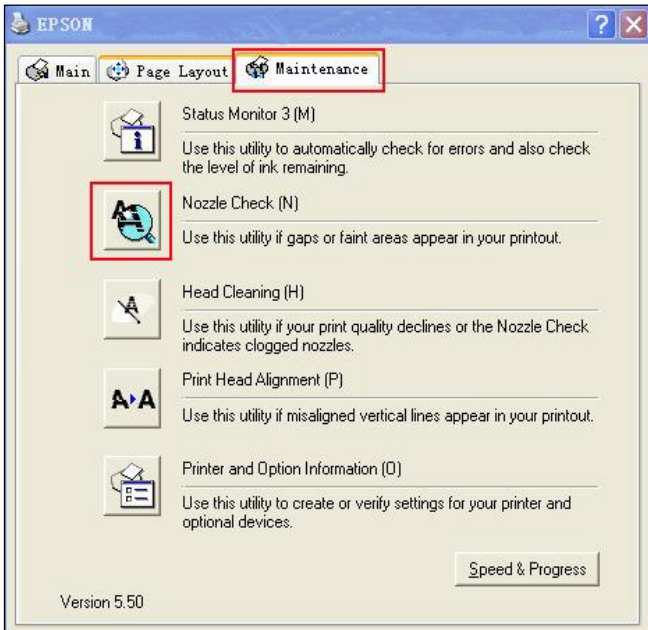 EPSON
Main Page Layout Maintenance
Status Monitor 3 (M)
Use this utility to automatically check for errors and also check
the level of ink remaining.
Nozzle Check (N)
Use this utility if gaps or faint areas appear in your printout.
Head Cleaning (H)
Use this utility if your print quality declines or the Nozzle Check
indicates clogged nozzles.
Print Head Alignment (P)
Use this utility if misaligned vertical lines appear in your printout.
Printer and Option Information (O)
Use this utility to create or verify settings for your printer and
optional devices.
Speed & Progress
Version 5.50